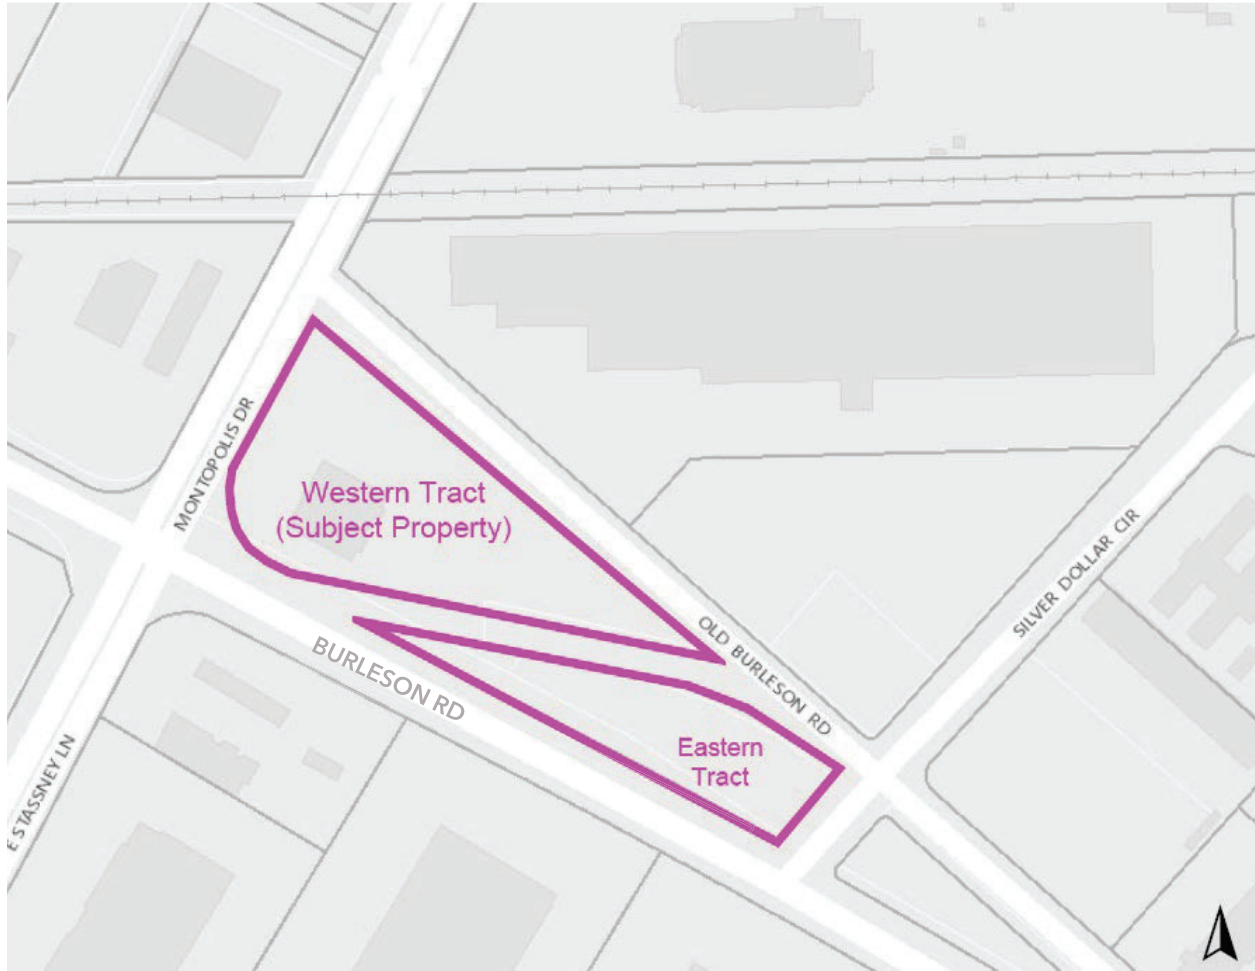 MONTOPOLIS DR
Western Tract
(Subject Property)
SILVER DOLLAR CIR
OLD BURLESON RD
BURLESON RD
Eastern
Tract
E STASSNEY LN